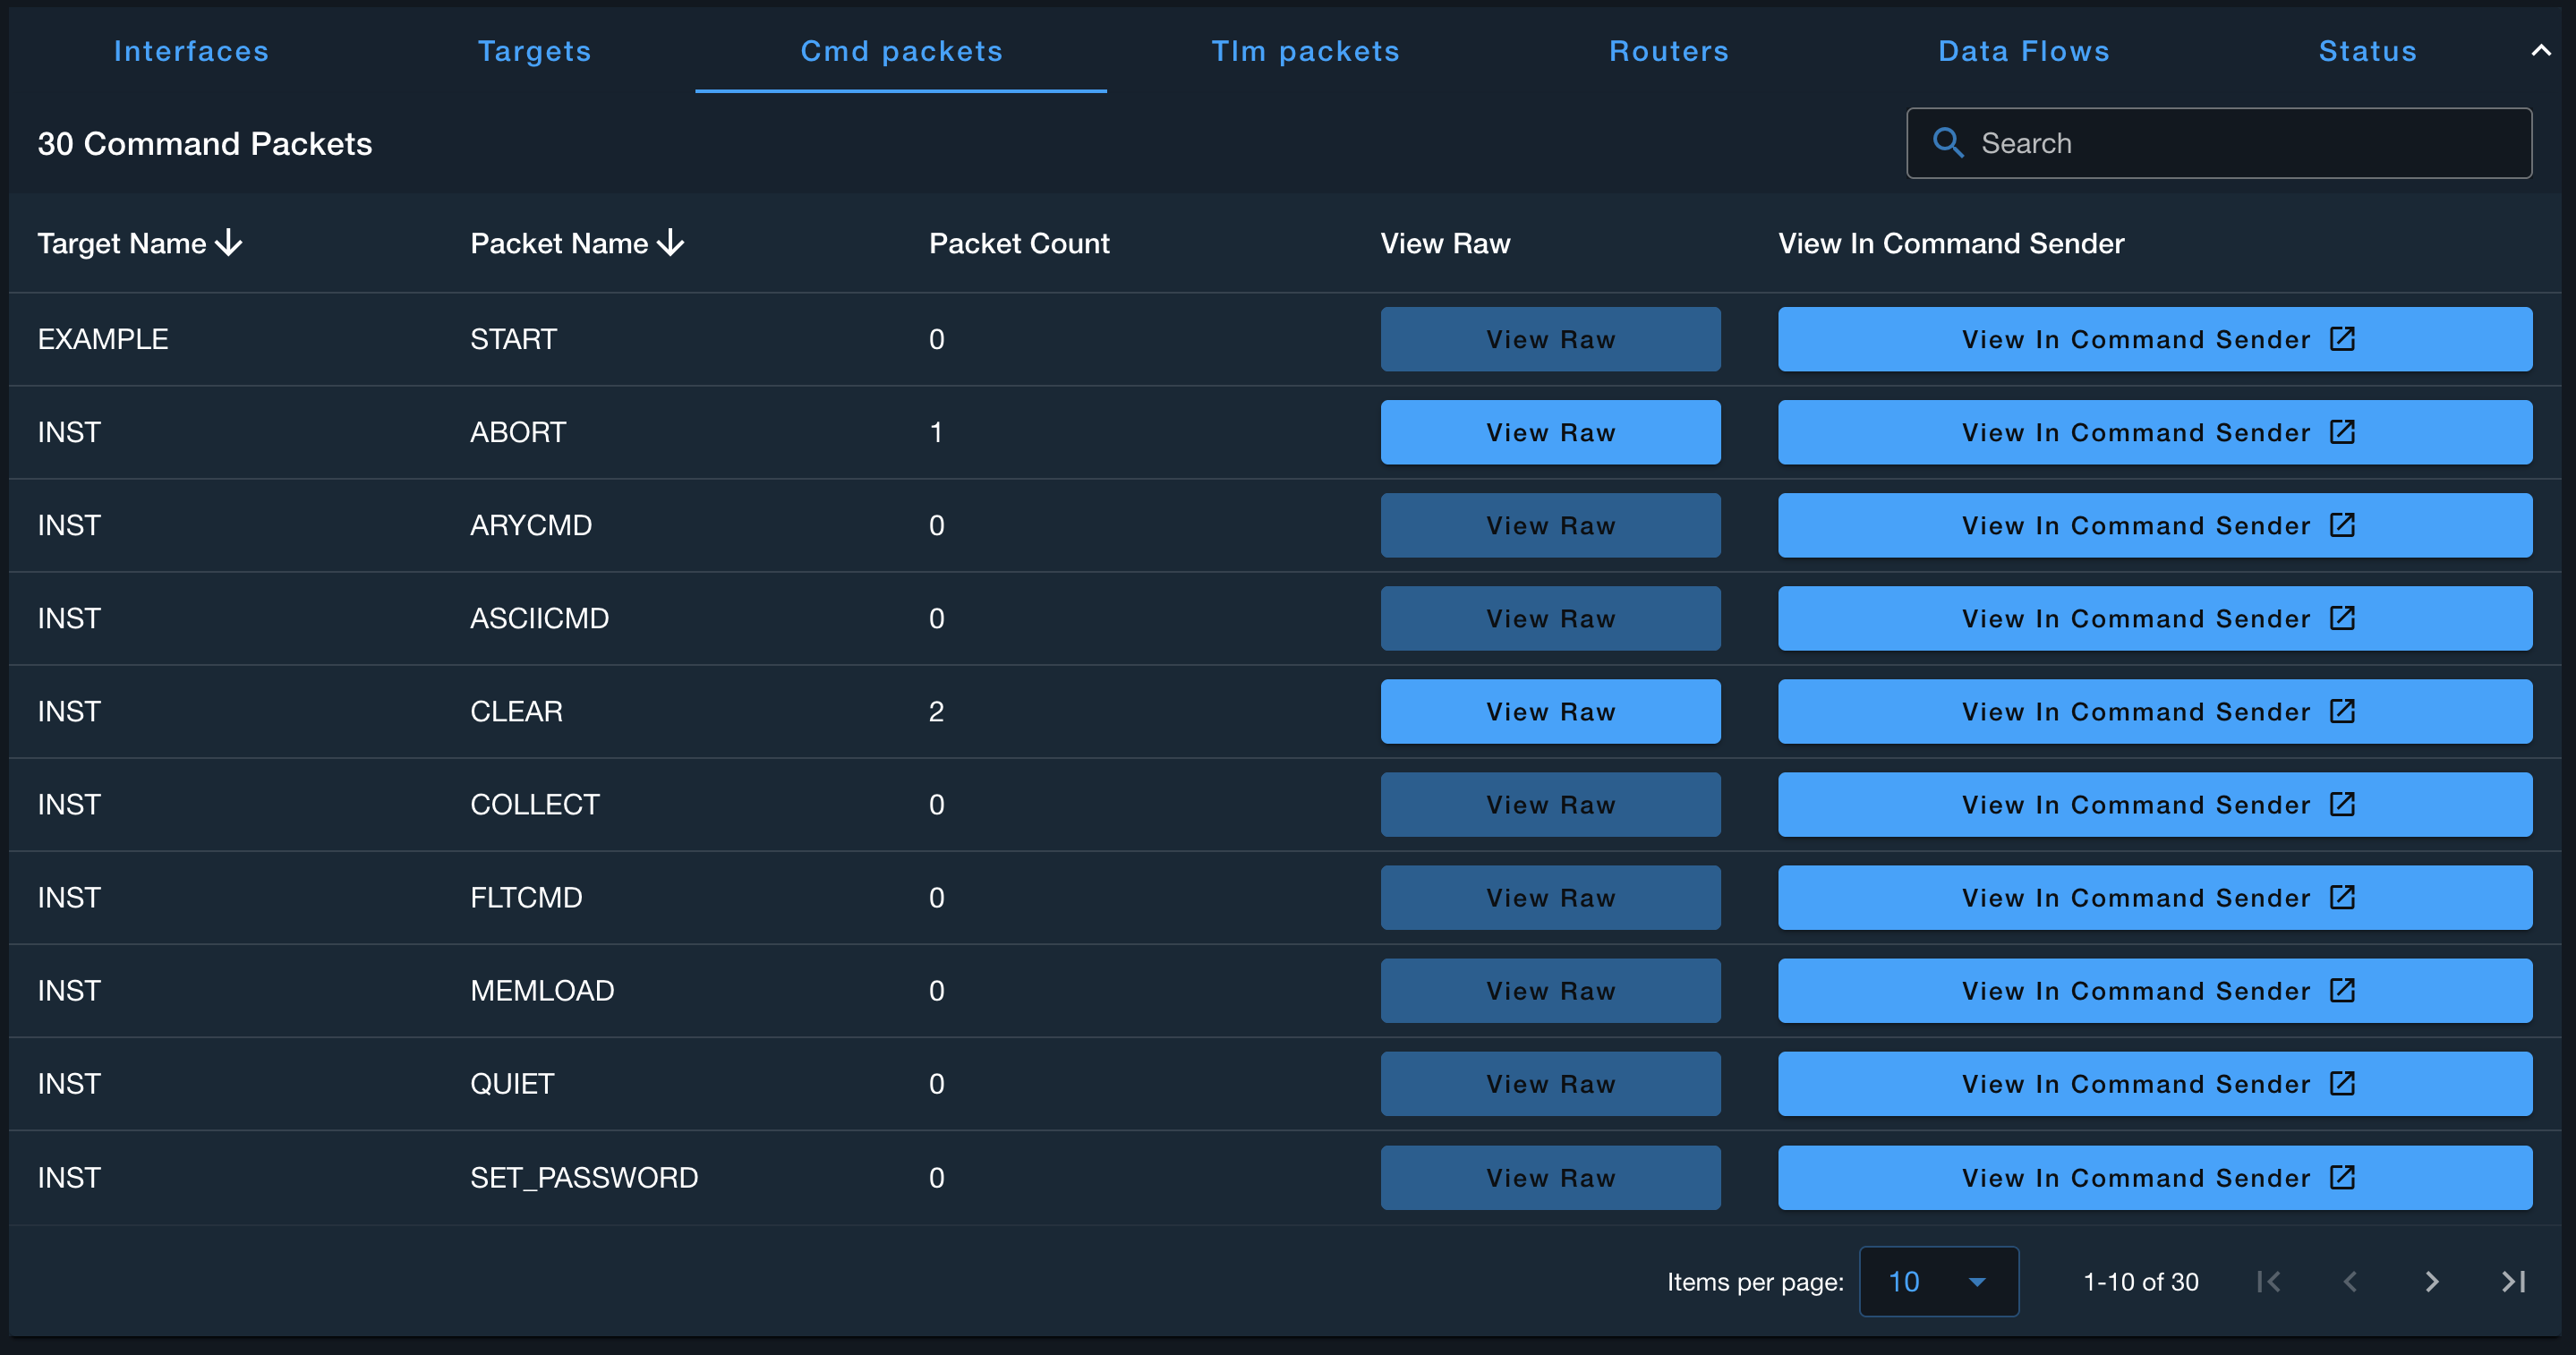 Interfaces Targets Cmd packets Tlm packets Routers Data Flows Status
30 Command Packets Search
Target Name Packet Name Packet Count View Raw View In Command Sender
EXAMPLE START 0 View Raw View In Command Sender
INST ABORT 1 View Raw View In Command Sender
INST ARYCMD 0 View Raw View In Command Sender
INST ASCIICMD 0 View Raw View In Command Sender
INST CLEAR 2 View Raw View In Command Sender
INST COLLECT 0 View Raw View In Command Sender
INST FLTCMD 0 View Raw View In Command Sender
INST MEMLOAD 0 View Raw View In Command Sender
INST QUIET 0 View Raw View In Command Sender
INST SET_PASSWORD 0 View Raw View In Command Sender
Items per page: 10 1-10 of 30